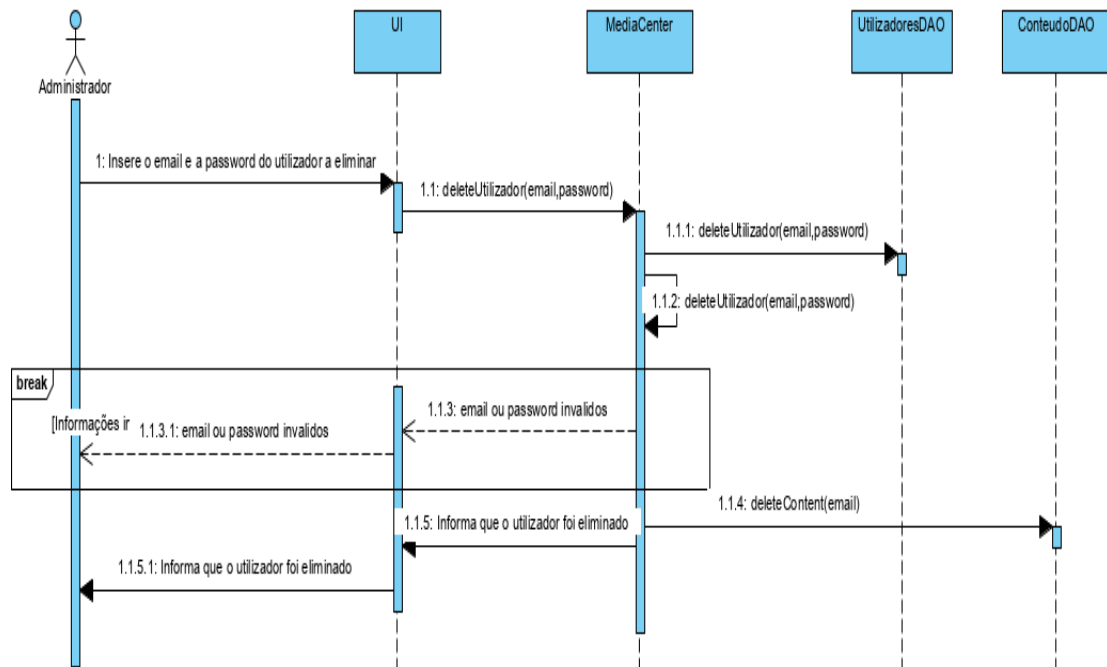 UI
MediaCenter
UtilizadoresDAO
ConteudoDAO
Administrador
1: Insere o email e a password do utilizador a eliminar
1.1: deleteUtilizador(email,password)
1.1.1: deleteUtilizador(email,password)
1.1.2: deleteUtilizador(email,password)
break
[Informações
1.1.3: email ou password invalidos
1.1.3.1: email ou password invalidos
1.1.4: deleteContent(email)
1.1.5: Informa que o utilizador foi eliminado
1.1.5.1: Informa que o utilizador foi eliminado